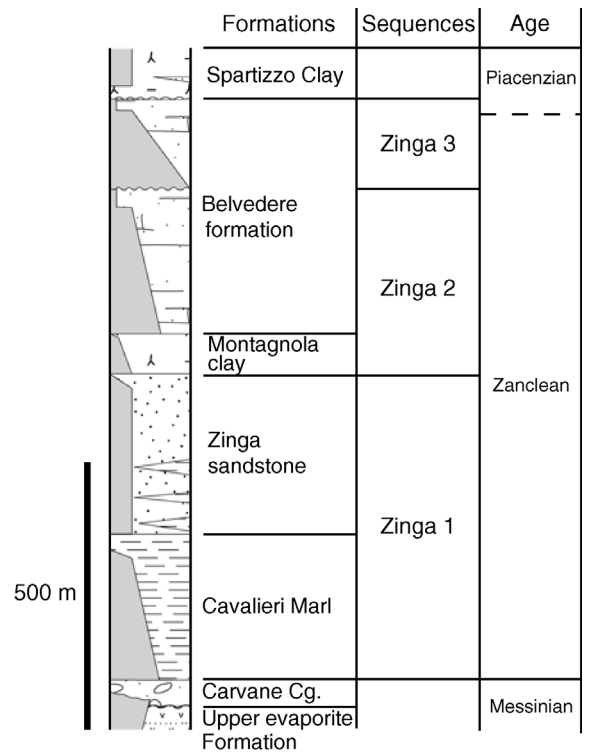 Formations Sequences Age
Spartizzo Clay
Piacenzian
Zinga 3
Belvedere
formation
Zinga 2
Montagnola
clay
Zanclean
Zinga
sandstone
Zinga 1
500 m
Cavalieri Marl
Carvane Cg.
Messinian
Upper evaporite
Formation